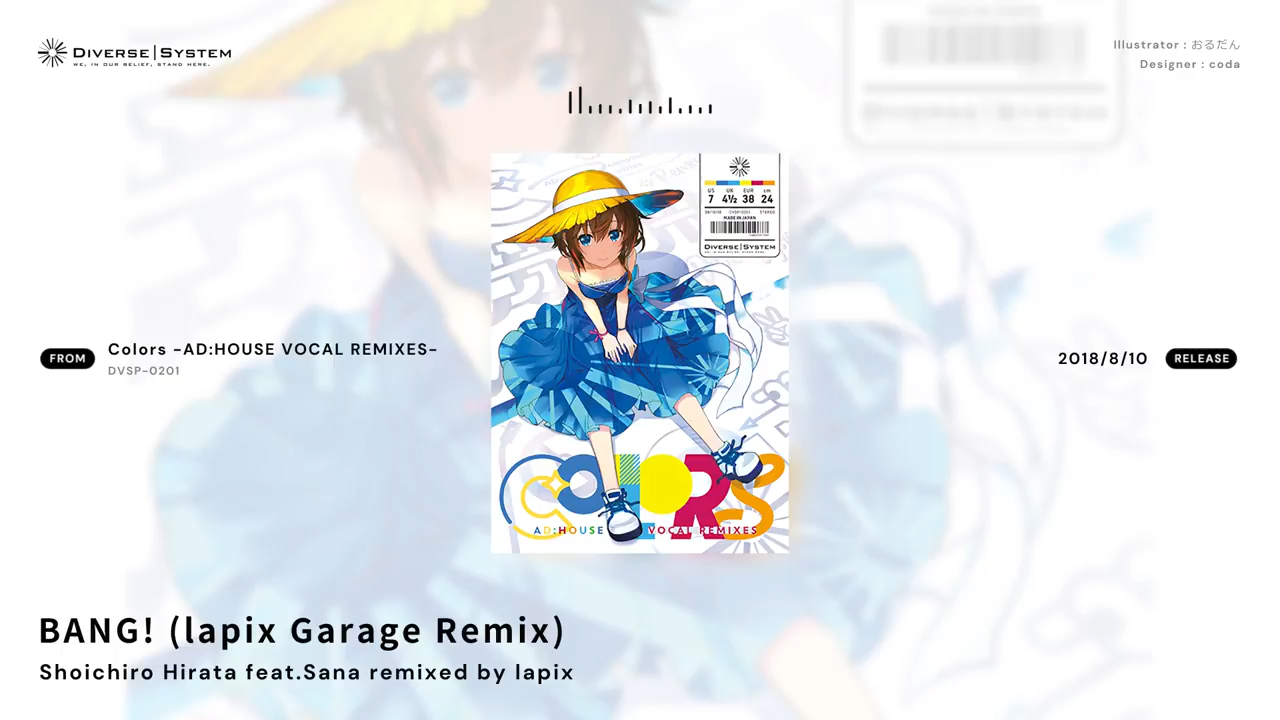 DIVERSE|SYSTEM
WE, IN OUR BELIEF, STAND HERE.
Illustrator : おるだん
Designer : coda
US UK EUR cm
7 4½ 38 24
MADE IN JAPAN
DIVERSE|SYSTEM
FROM
Colors -AD:HOUSE VOCAL REMIXES-
DVSP-0201
2018/8/10 RELEASE
COLORS
AD:HOUSE VOCAL REMIXES
BANG! (lapix Garage Remix)
Shoichiro Hirata feat.Sana remixed by lapix